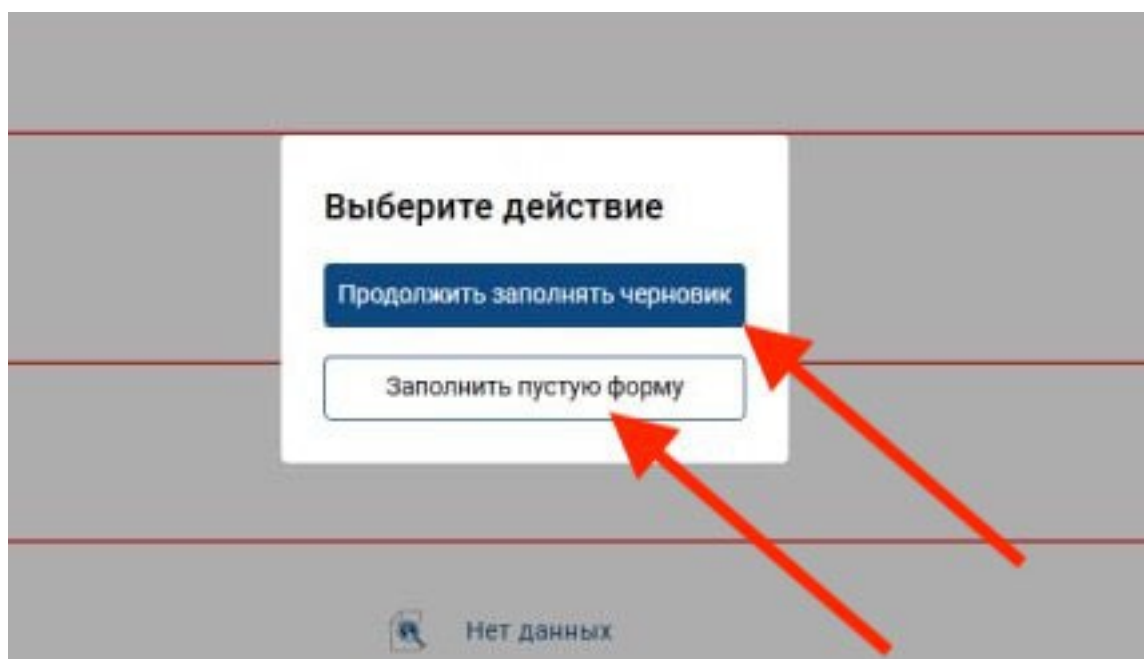 Выберите действие
Продолжить заполнять черновик
Заполнить пустую форму
Нет данных